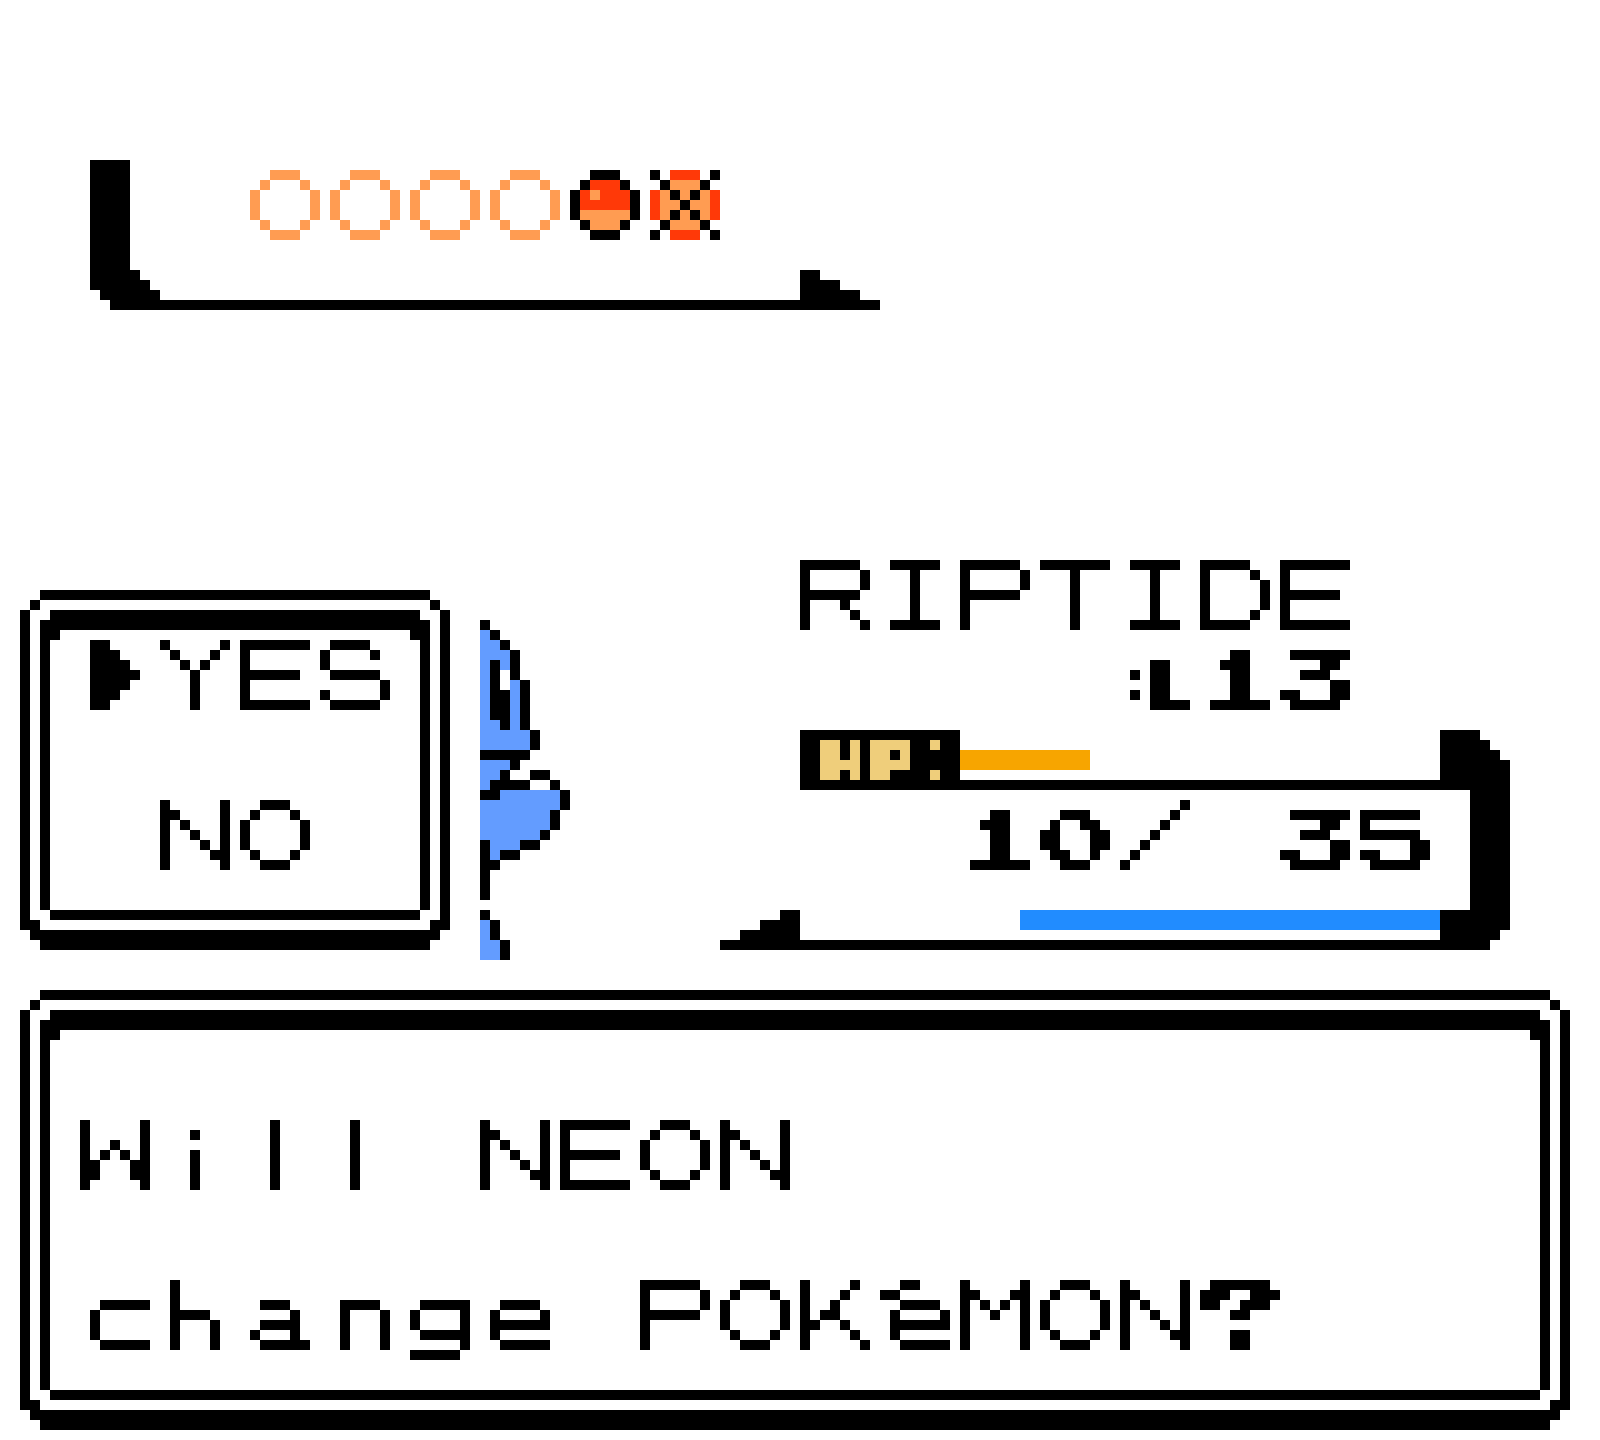 RIPTIDE
:L13
HP:
10/ 35
▶YES
NO
Will NEON
change POKéMON?